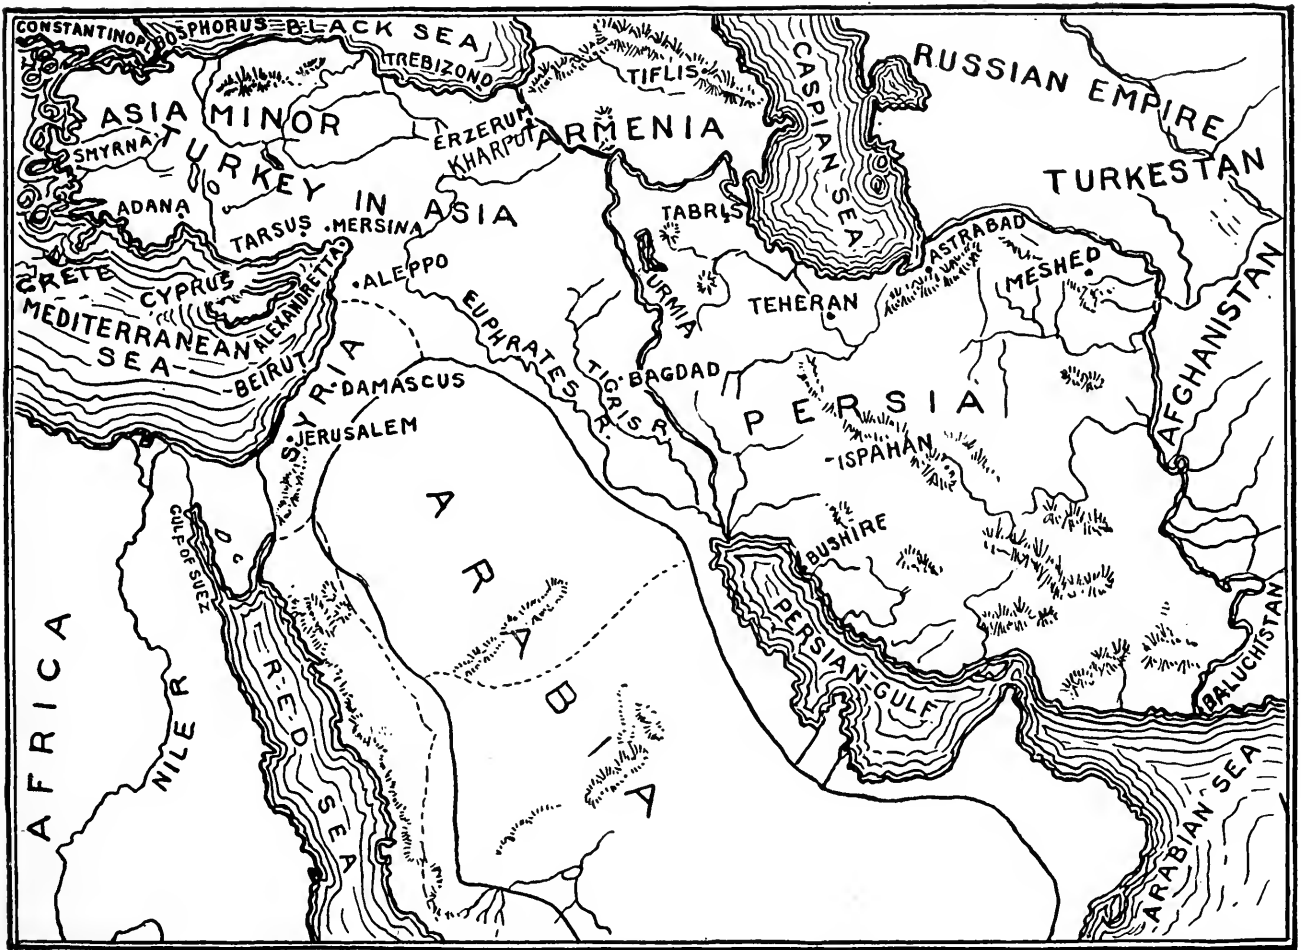 CONSTANTINOPL
BOSPHORUS
BLACK SEA
TREBIZOND
TIFLIS
CASPIAN SEA
RUSSIAN EMPIRE
TURKESTAN
ASIA MINOR
ERZERUM
KHARPUT
ARMENIA
SMYRNA
TURKEY IN ASIA
ADANA
TARSUS
MERSINA
TABRIS
ASTRABAD
MESHED
CRETE
CYPRUS
ALEPPO
URMIA
TEHERAN
AFGHANISTAN
MEDITERRANEAN SEA
ALEXANDRETTA
EUPHRATES R.
TIGRIS R.
BAGDAD
BEIRUT
SYRIA
DAMASCUS
PERSIA
JERUSALEM
ISPAHAN
GULF OF SUEZ
BUSHIRE
ARABIA
AFRICA
NILE R
RED SEA
PERSIAN GULF
BALUCHISTAN
ARABIAN SEA